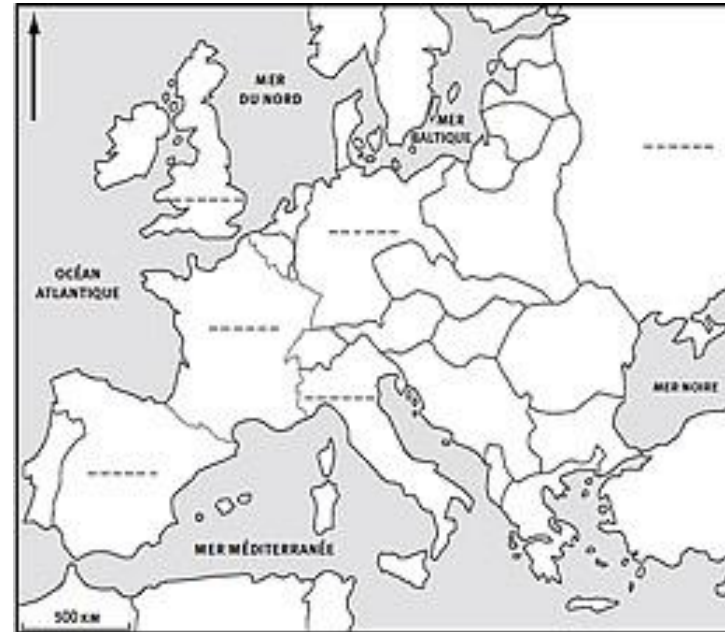 MER
DU NORD
MER
BALTIQUE
OCÉAN
ATLANTIQUE
MER NOIRE
MER MÉDITERRANÉE
500 KM